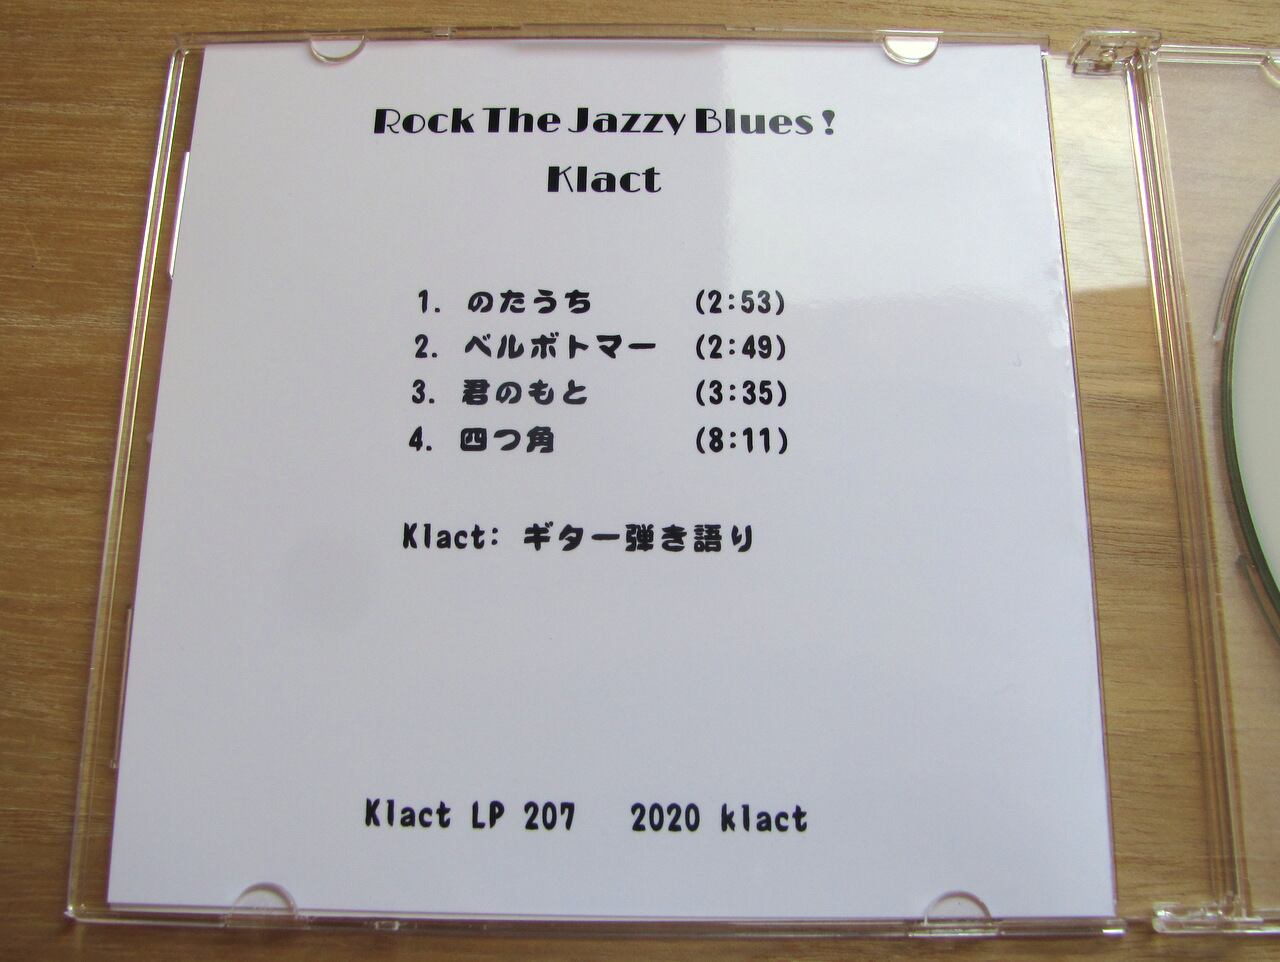 Rock The Jazzy Blues!
Klact
1. のたうち (2:53)
2. ベルボトマー (2:49)
3. 君のもと (3:35)
4. 四つ角 (8:11)
Klact: ギター弾き語り
Klact LP 207 2020 klact